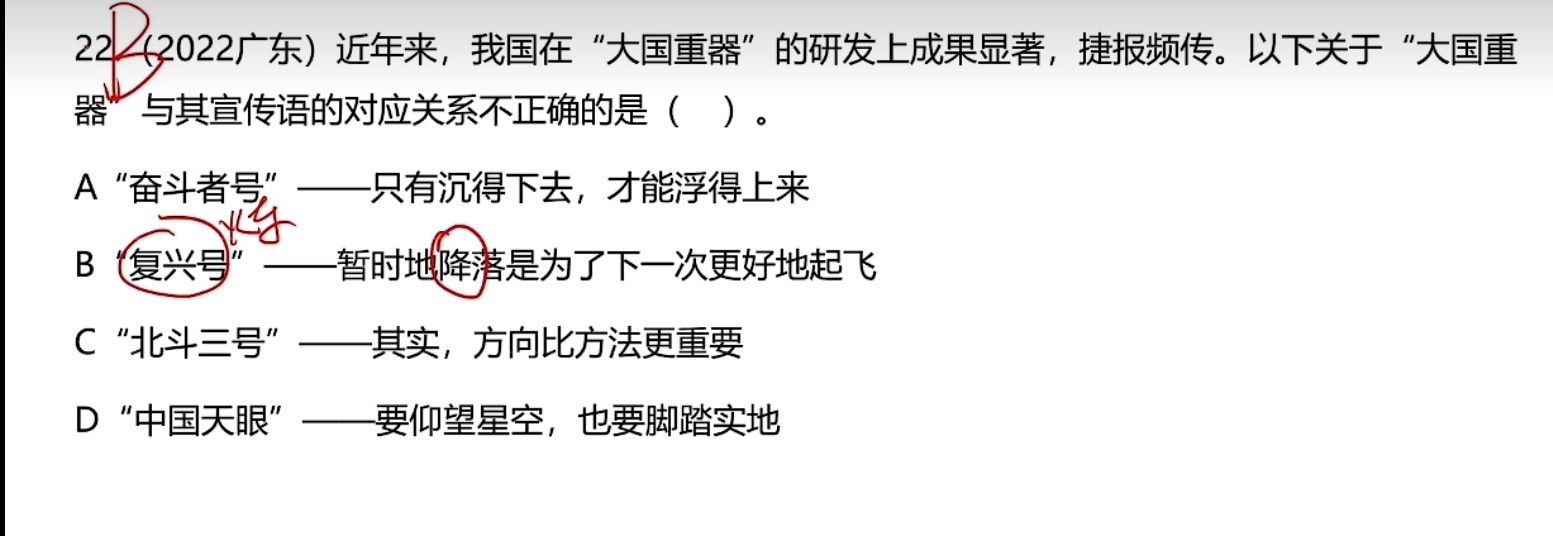 22（2022广东）近年来，我国在“大国重器”的研发上成果显著，捷报频传。以下关于“大国重
器”与其宣传语的对应关系不正确的是（　）。
A“奋斗者号”——只有沉得下去，才能浮得上来
火车
B“复兴号”——暂时地降落是为了下一次更好地起飞
C“北斗三号”——其实，方向比方法更重要
D“中国天眼”——要仰望星空，也要脚踏实地
B